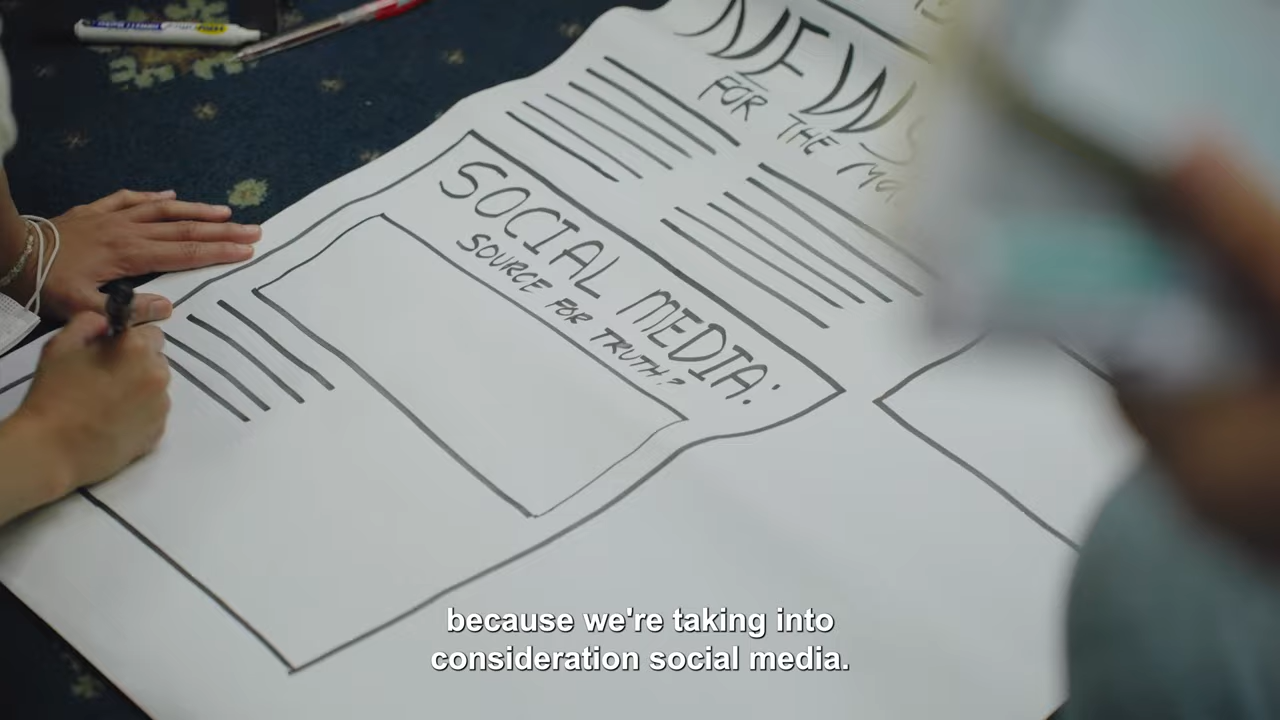 NEWS
FOR THE
SOCIAL MEDIA:
SOURCE FOR TRUTH?
because we're taking into
consideration social media.